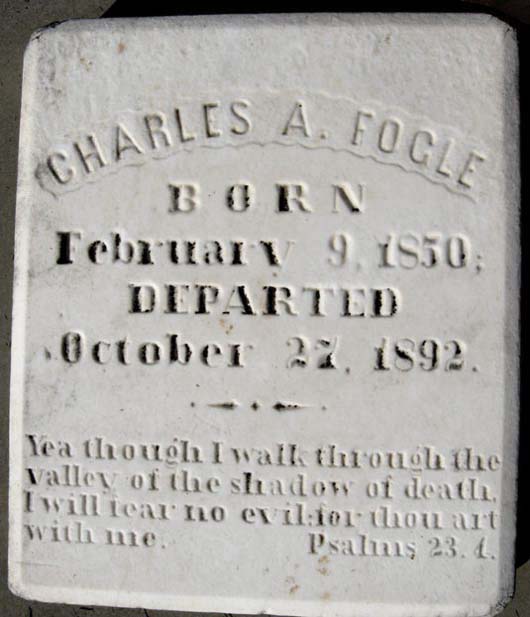 CHARLES A. FOGLE
BORN
February 9, 1850;
DEPARTED
October 27, 1892.
Yea though I walk through the
valley of the shadow of death,
I will fear no evil: for thou art
with me. Psalms 23. 4.